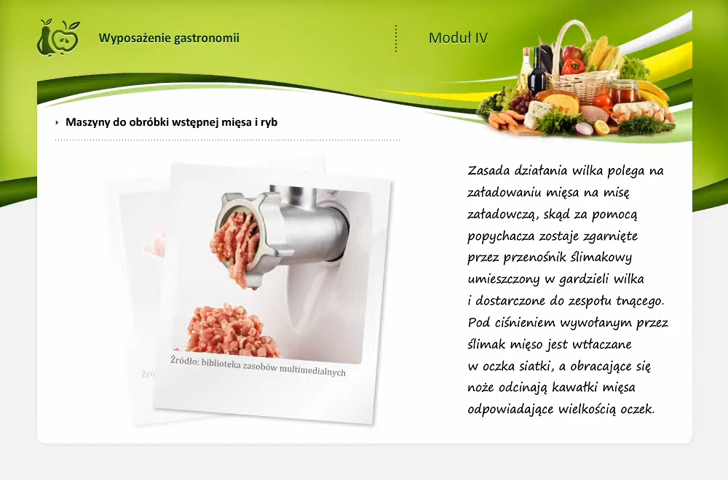 Wyposażenie gastronomii
Moduł IV
Maszyny do obróbki wstępnej mięsa i ryb
Zasada działania wilka polega na
załadowaniu mięsa na misę
załadowczą, skąd za pomocą
popychacza zostaje zgarnięte
przez przenośnik ślimakowy
umieszczony w gardzieli wilka
i dostarczone do zespołu tnącego.
Pod ciśnieniem wywołanym przez
ślimak mięso jest wtłaczane
w oczka siatki, a obracające się
noże odcinają kawałki mięsa
odpowiadające wielkością oczek.
Źródło: biblioteka zasobów multimedialnych